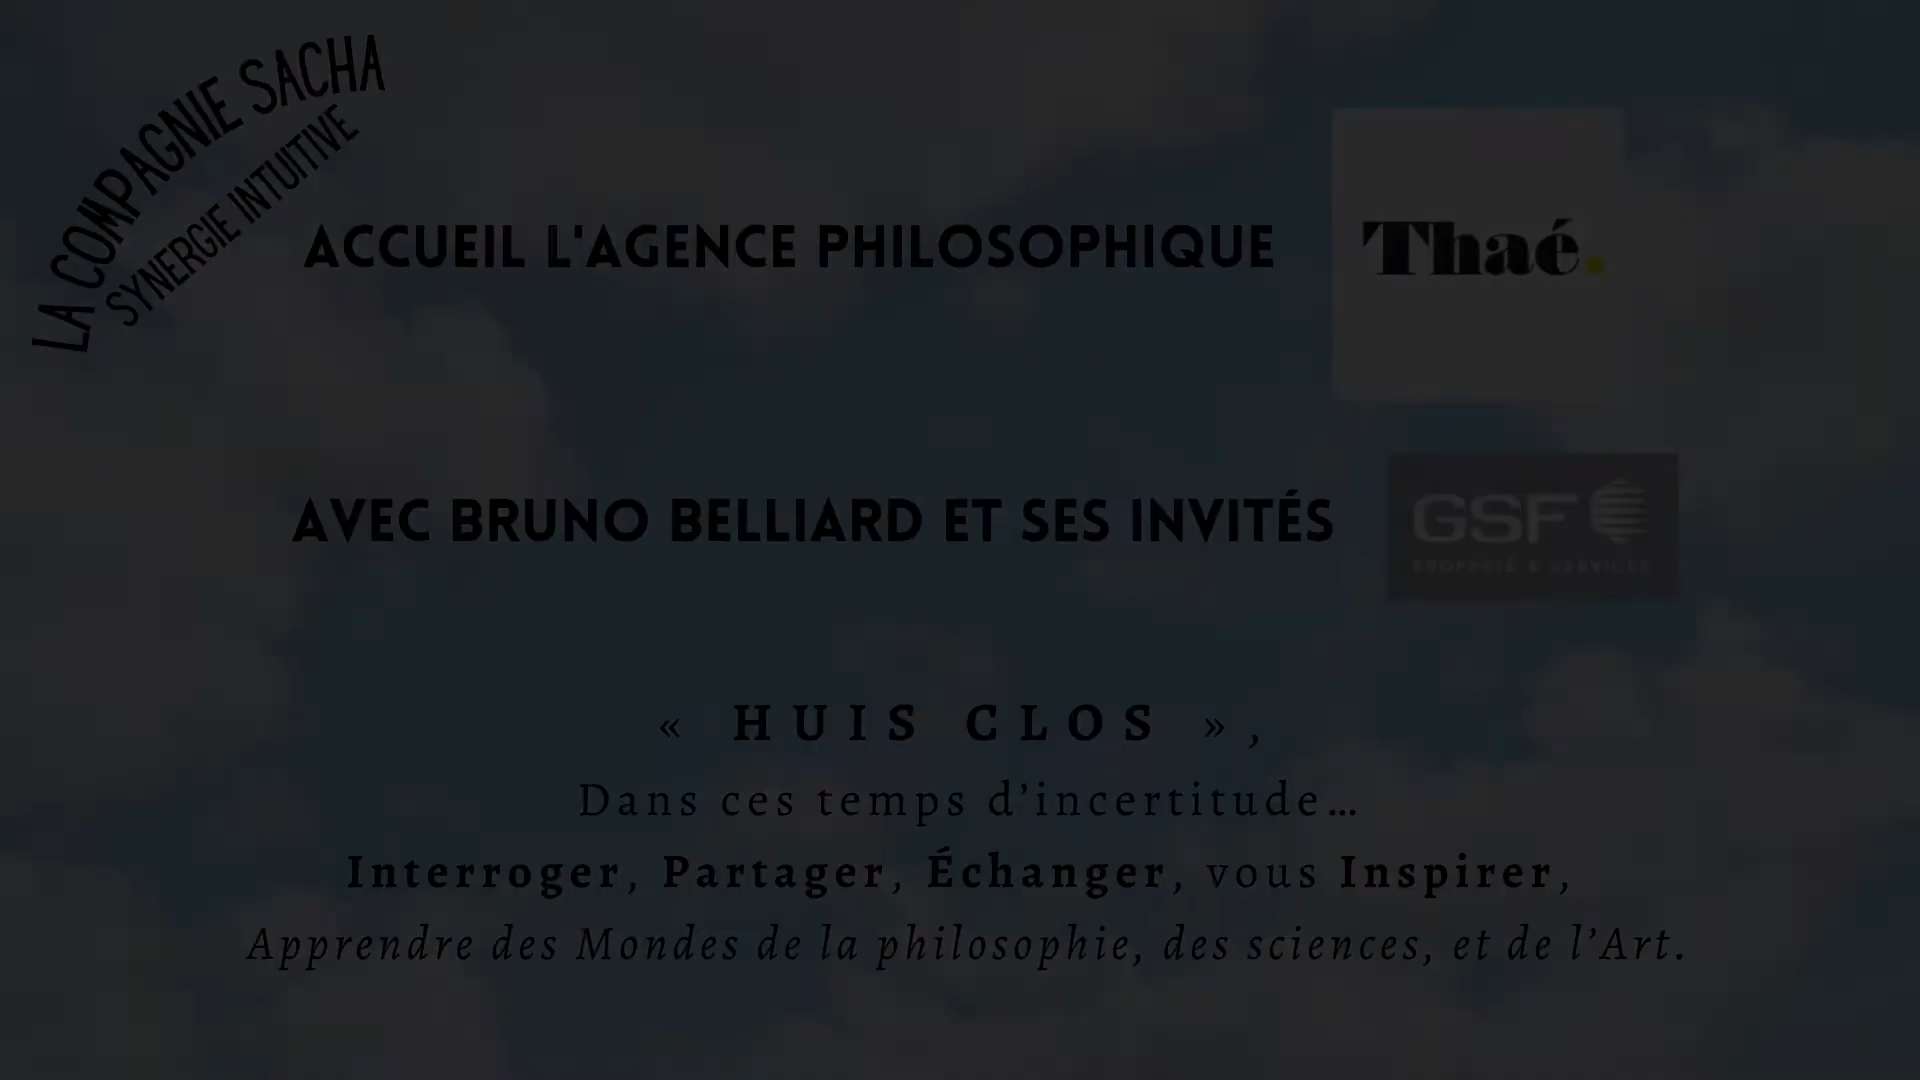 LA COMPAGNIE SACHA
SYNERGIE INTUITIVE
ACCUEIL L'AGENCE PHILOSOPHIQUE
Thaé.
AVEC BRUNO BELLIARD ET SES INVITÉS
GSF
PROPRETÉ & SERVICES
« HUIS CLOS »,
Dans ces temps d’incertitude…
Interroger, Partager, Échanger, vous Inspirer,
Apprendre des Mondes de la philosophie, des sciences, et de l’Art.